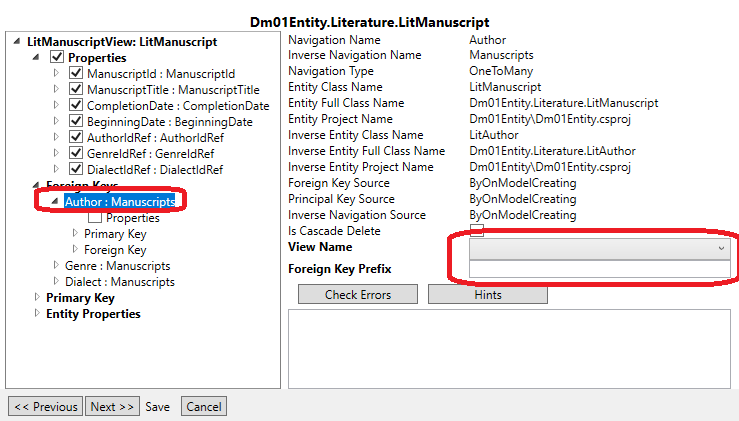 Dm01Entity.Literature.LitManuscript
LitManuscriptView: LitManuscript
Properties
ManuscriptId : ManuscriptId
ManuscriptTitle : ManuscriptTitle
CompletionDate : CompletionDate
BeginningDate : BeginningDate
AuthorIdRef : AuthorIdRef
GenreIdRef : GenreIdRef
DialectIdRef : DialectIdRef
Foreign Keys
Author : Manuscripts
Properties
Primary Key
Foreign Key
Genre : Manuscripts
Dialect : Manuscripts
Primary Key
Entity Properties
Navigation Name Author
Inverse Navigation Name Manuscripts
Navigation Type OneToMany
Entity Class Name LitManuscript
Entity Full Class Name Dm01Entity.Literature.LitManuscript
Entity Project Name Dm01Entity\Dm01Entity.csproj
Inverse Entity Class Name LitAuthor
Inverse Entity Full Class Name Dm01Entity.Literature.LitAuthor
Inverse Entity Project Name Dm01Entity\Dm01Entity.csproj
Foreign Key Source ByOnModelCreating
Principal Key Source ByOnModelCreating
Inverse Navigation Source ByOnModelCreating
Is Cascade Delete
View Name
Foreign Key Prefix
Check Errors Hints
<< Previous Next >> Save Cancel